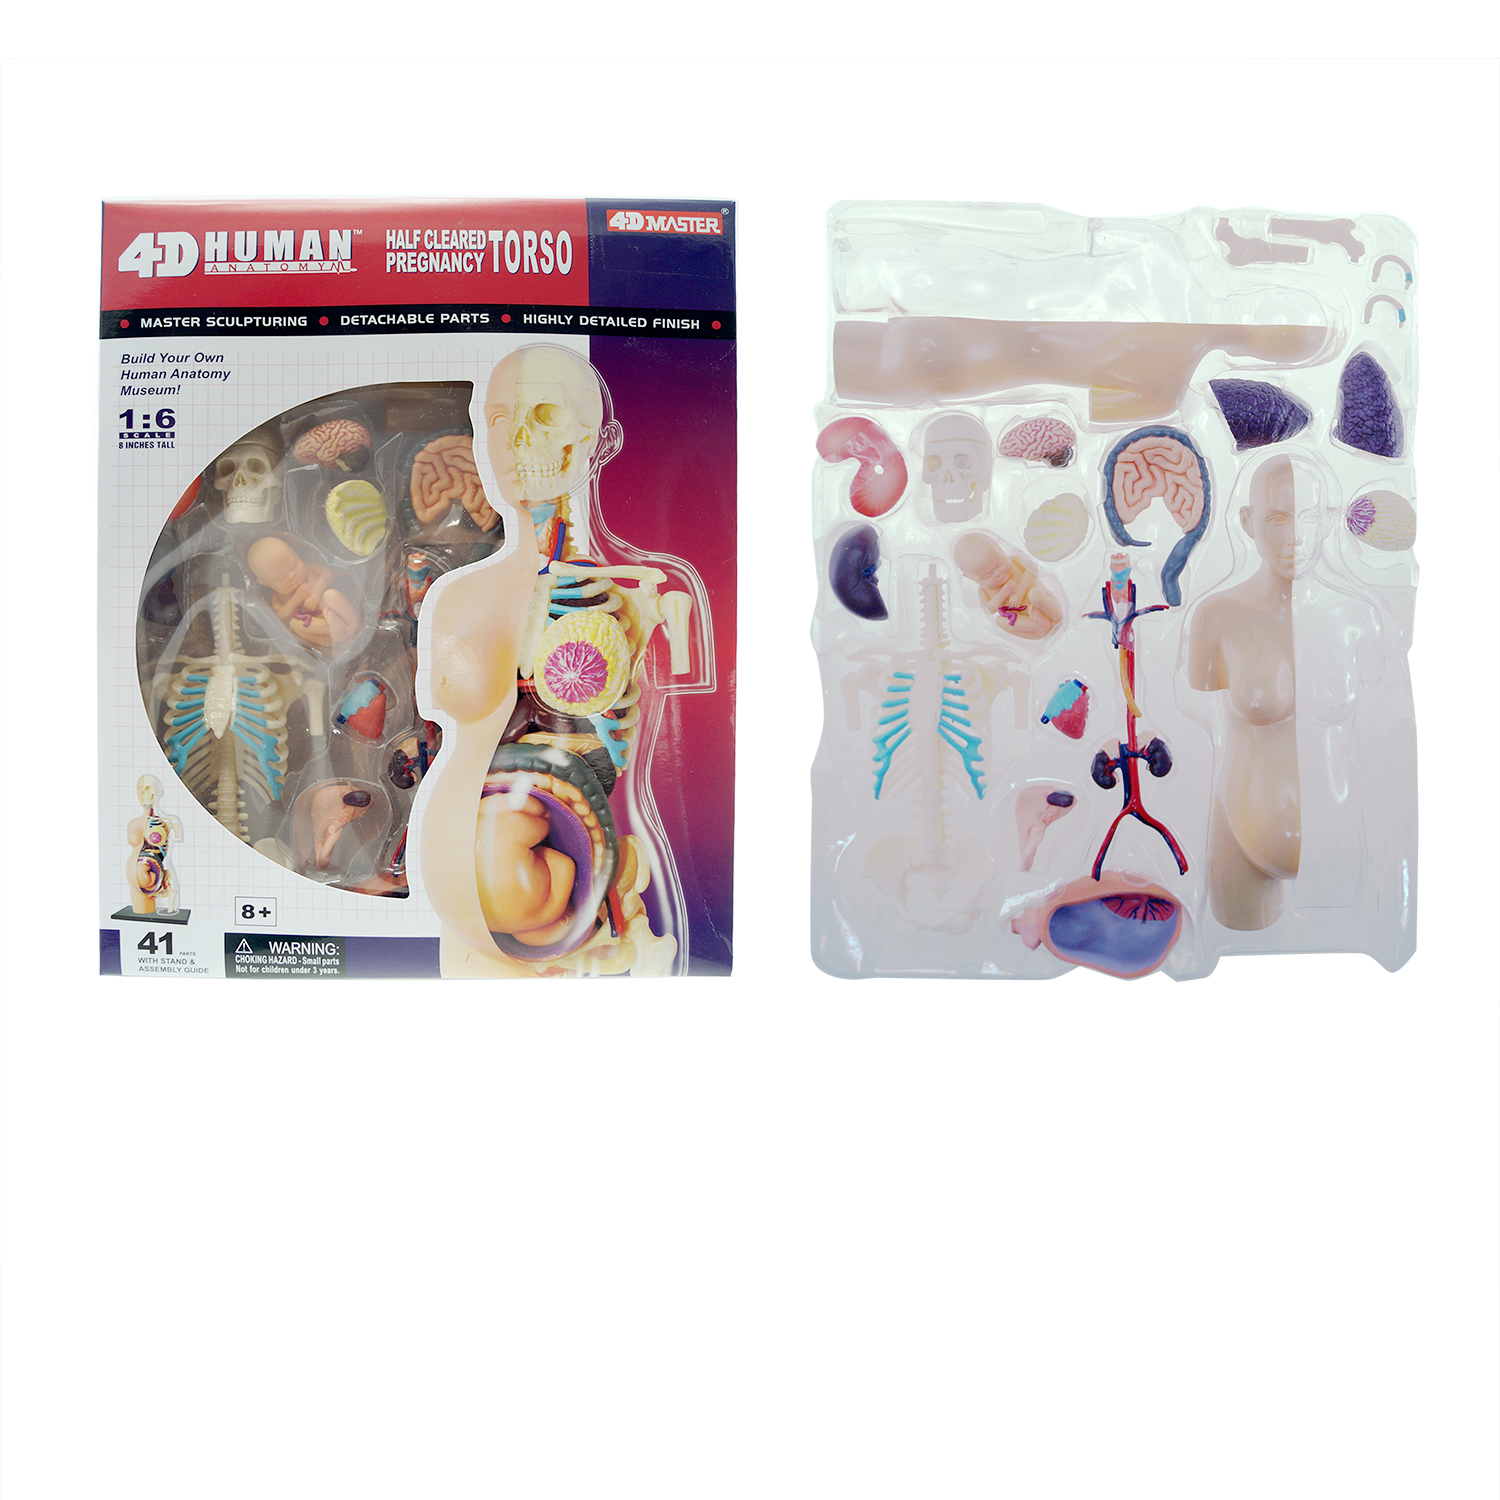 4D HUMAN™
ANATOMY
HALF CLEARED
PREGNANCY TORSO
4D MASTER®
• MASTER SCULPTURING • DETACHABLE PARTS • HIGHLY DETAILED FINISH •
Build Your Own
Human Anatomy
Museum!
1:6
SCALE
8 INCHES TALL
8+
41 PARTS
WITH STAND &
ASSEMBLY GUIDE
WARNING:
CHOKING HAZARD - Small parts
Not for children under 3 years.